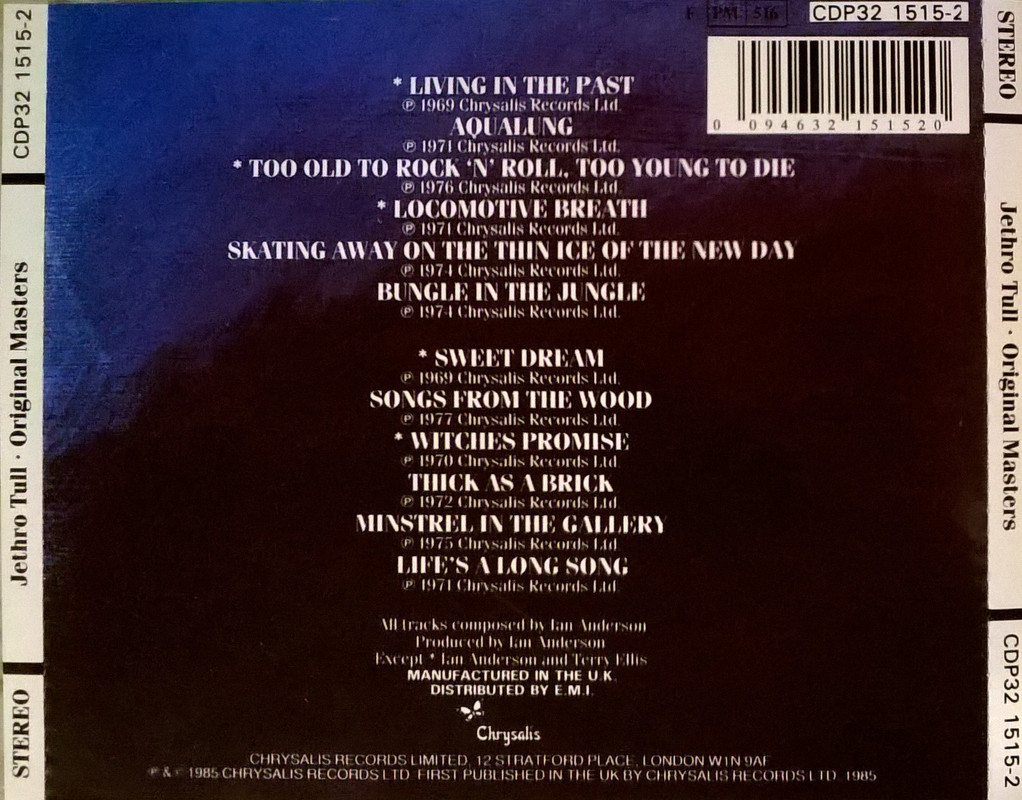 CDP32 1515-2
Jethro Tull · Original Masters
STEREO
F PM 516
CDP32 1515-2
0 094632 151520
* LIVING IN THE PAST
℗ 1969 Chrysalis Records Ltd.
AQUALUNG
℗ 1971 Chrysalis Records Ltd.
* TOO OLD TO ROCK ‘N’ ROLL, TOO YOUNG TO DIE
℗ 1976 Chrysalis Records Ltd.
* LOCOMOTIVE BREATH
℗ 1971 Chrysalis Records Ltd.
SKATING AWAY ON THE THIN ICE OF THE NEW DAY
℗ 1974 Chrysalis Records Ltd.
BUNGLE IN THE JUNGLE
℗ 1974 Chrysalis Records Ltd.
* SWEET DREAM
℗ 1969 Chrysalis Records Ltd.
SONGS FROM THE WOOD
℗ 1977 Chrysalis Records Ltd.
* WITCHES PROMISE
℗ 1970 Chrysalis Records Ltd.
THICK AS A BRICK
℗ 1972 Chrysalis Records Ltd.
MINSTREL IN THE GALLERY
℗ 1975 Chrysalis Records Ltd
LIFE'S A LONG SONG
℗ 1971 Chrysalis Records Ltd.
All tracks composed by Ian Anderson
Produced by Ian Anderson
Except * Ian Anderson and Terry Ellis
MANUFACTURED IN THE U.K.
DISTRIBUTED BY E.M.I.
Chrysalis
CHRYSALIS RECORDS LIMITED, 12 STRATFORD PLACE, LONDON W1N 9AF
℗ & © 1985 CHRYSALIS RECORDS LTD. FIRST PUBLISHED IN THE UK BY CHRYSALIS RECORDS LTD. 1985
STEREO
Jethro Tull · Original Masters
CDP32 1515-2